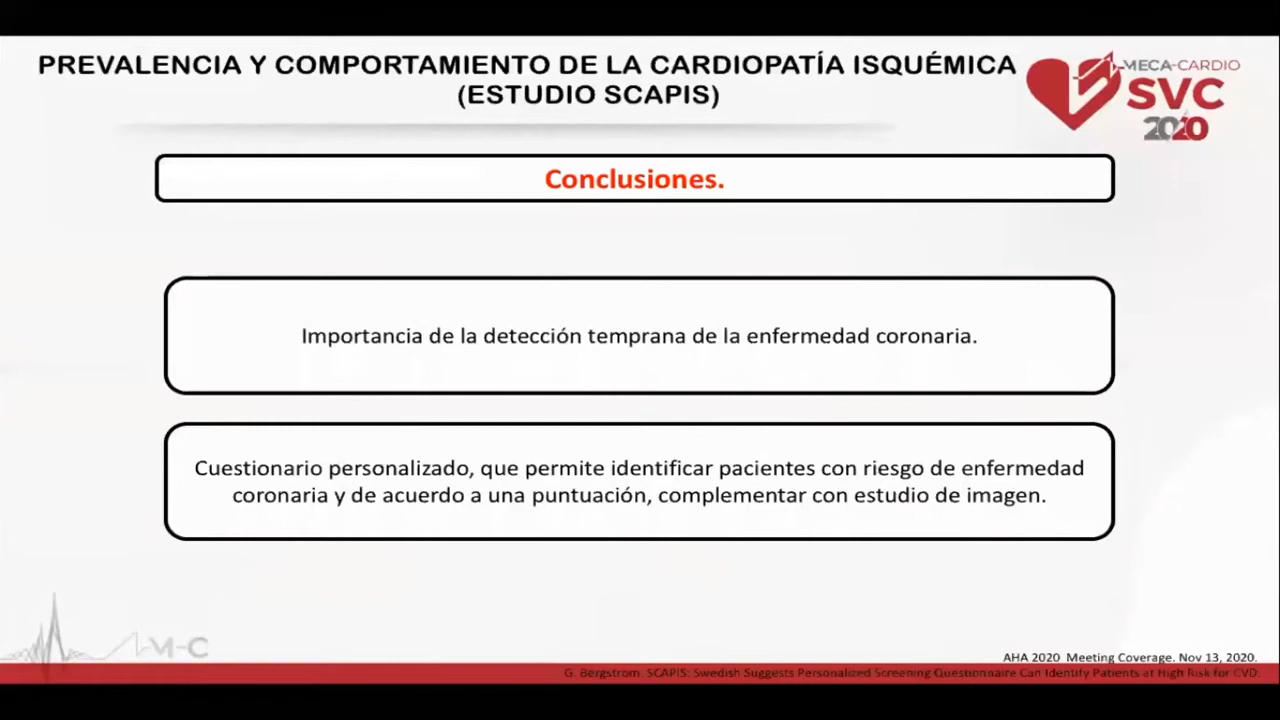 PREVALENCIA Y COMPORTAMIENTO DE LA CARDIOPATÍA ISQUÉMICA
(ESTUDIO SCAPIS)
MECA-CARDIO
SVC
2020
Conclusiones.
Importancia de la detección temprana de la enfermedad coronaria.
Cuestionario personalizado, que permite identificar pacientes con riesgo de enfermedad
coronaria y de acuerdo a una puntuación, complementar con estudio de imagen.
M-C
AHA 2020 Meeting Coverage. Nov 13, 2020.
G. Bergstrom. SCAPIS: Swedish Suggests Personalized Screening Questionnaire Can Identify Patients at High Risk for CVD.